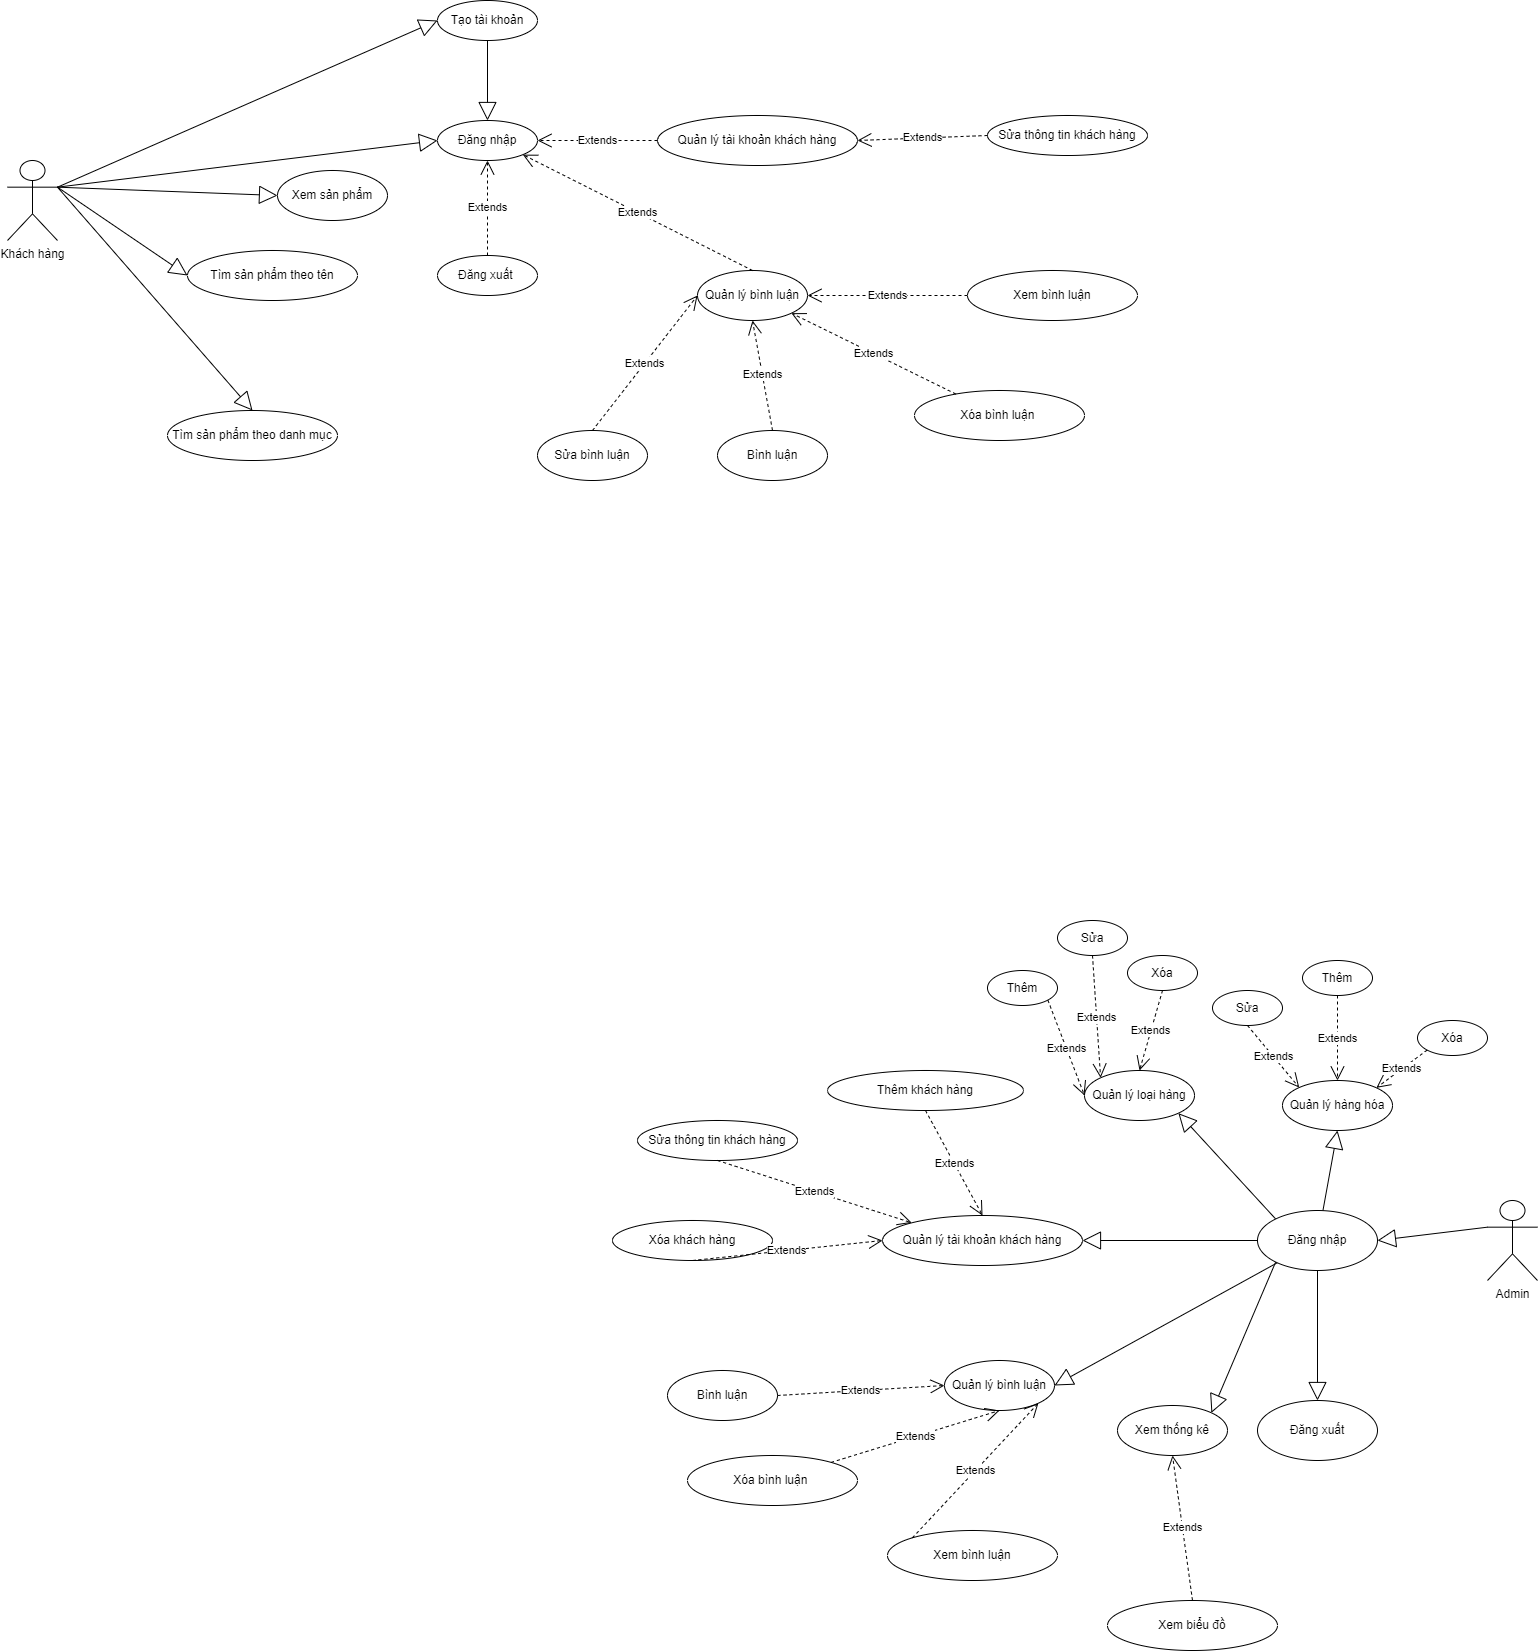 Tạo tài khoản
Đăng nhập
Extends
Quản lý tài khoản khách hàng
Extends
Sửa thông tin khách hàng
Xem sản phẩm
Extends
Extends
Khách hàng
Tìm sản phẩm theo tên
Đăng xuất
Quản lý bình luận
Extends
Xem bình luận
Extends
Extends
Extends
Xóa bình luận
Tìm sản phẩm theo danh mục
Sửa bình luận
Bình luận
Sửa
Xóa
Thêm
Thêm
Sửa
Extends
Extends
Extends
Extends
Xóa
Extends
Extends
Thêm khách hàng
Quản lý loại hàng
Quản lý hàng hóa
Sửa thông tin khách hàng
Extends
Extends
Xóa khách hàng
Extends
Quản lý tài khoản khách hàng
Đăng nhập
Admin
Bình luận
Extends
Quản lý bình luận
Extends
Xem thống kê
Đăng xuất
Xóa bình luận
Extends
Extends
Xem bình luận
Xem biểu đồ